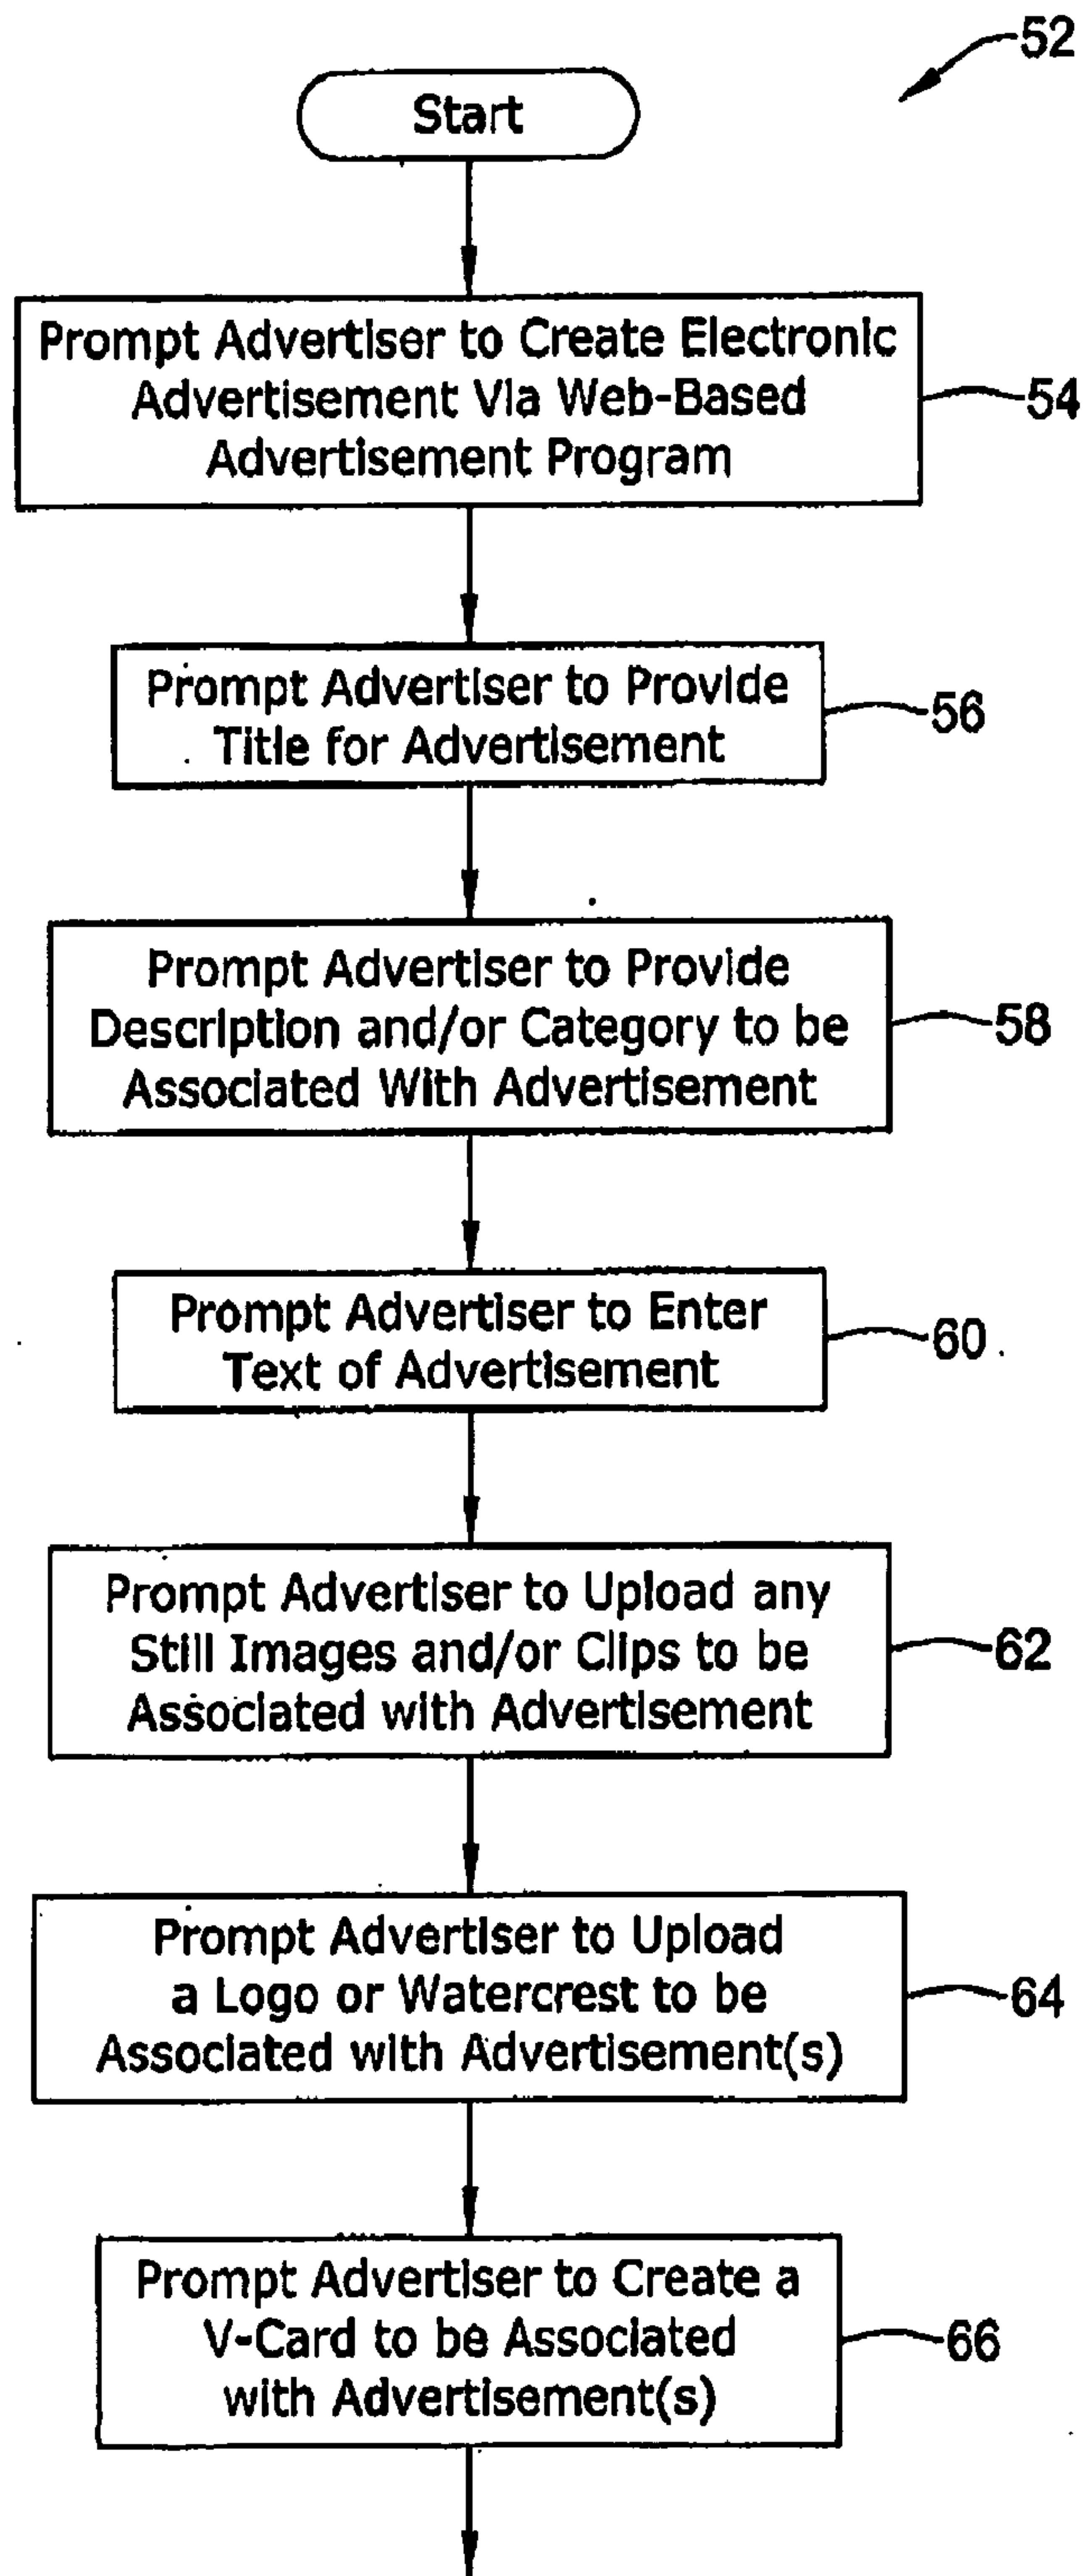 52
Start
Prompt Advertiser to Create Electronic
Advertisement Via Web-Based
Advertisement Program
54
Prompt Advertiser to Provide
Title for Advertisement
56
Prompt Advertiser to Provide
Description and/or Category to be
Associated With Advertisement
58
Prompt Advertiser to Enter
Text of Advertisement
60
Prompt Advertiser to Upload any
Still Images and/or Clips to be
Associated with Advertisement
62
Prompt Advertiser to Upload
a Logo or Watercrest to be
Associated with Advertisement(s)
64
Prompt Advertiser to Create a
V-Card to be Associated
with Advertisement(s)
66